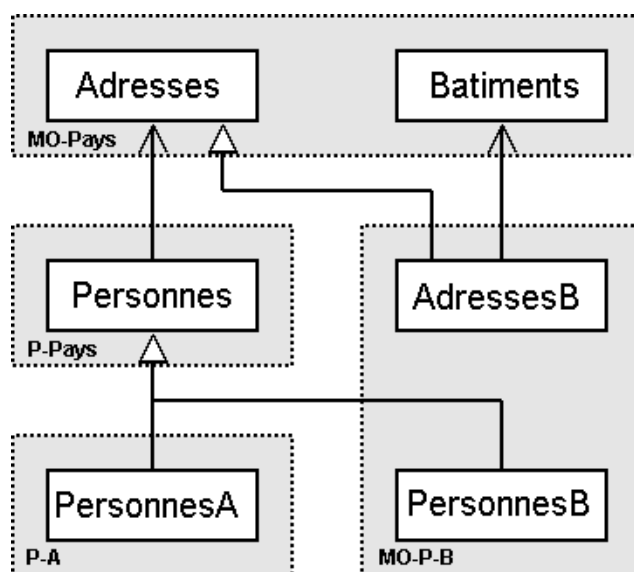 Adresses
Batiments
MO-Pays
Personnes
AdressesB
P-Pays
PersonnesA
PersonnesB
P-A
MO-P-B